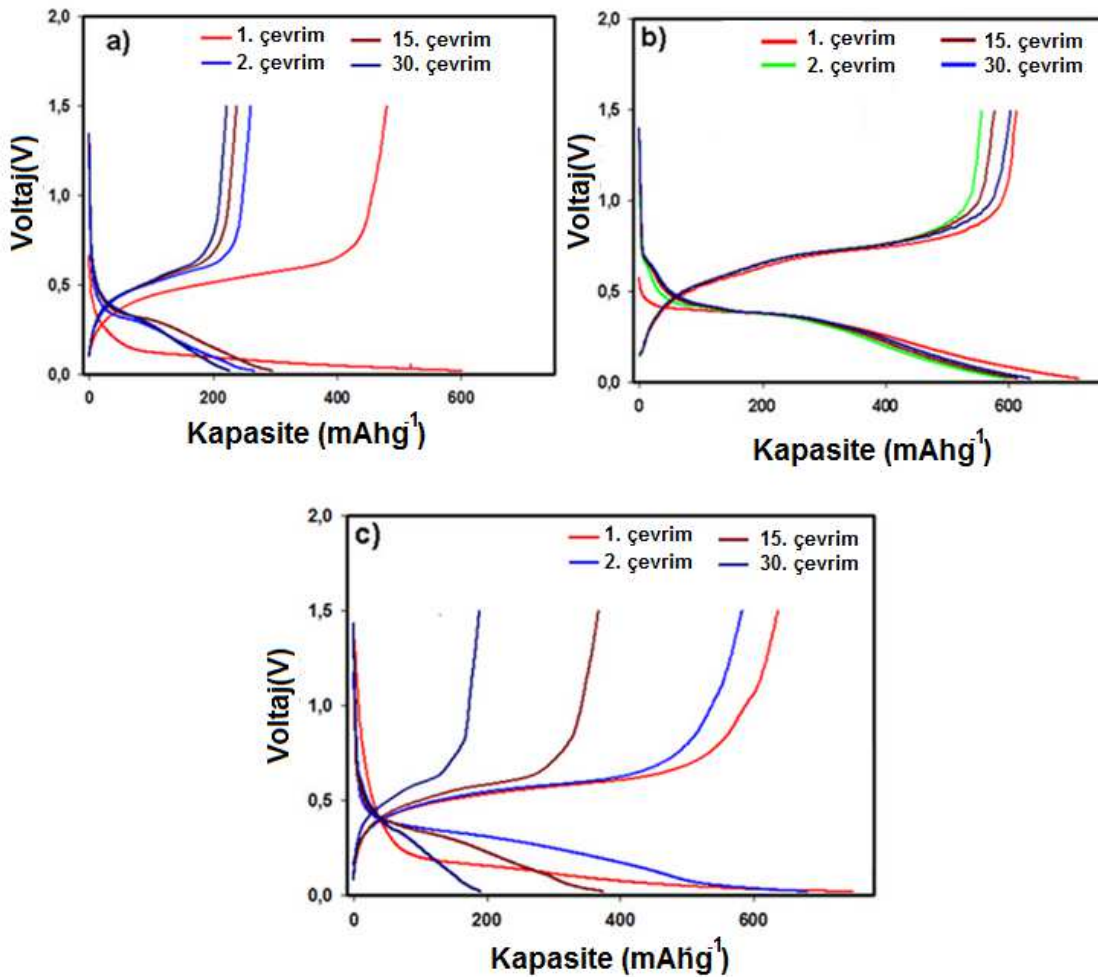 a)
1. çevrim 15. çevrim
2. çevrim 30. çevrim
2,0
1,5
1,0
0,5
0,0
Voltaj(V)
0 200 400 600
Kapasite (mAhg-1)
b)
1. çevrim 15. çevrim
2. çevrim 30. çevrim
2,0
1,5
1,0
0,5
0,0
Voltaj(V)
0 200 400 600
Kapasite (mAhg-1)
c)
1. çevrim 15. çevrim
2. çevrim 30. çevrim
2,0
1,5
1,0
0,5
0,0
Voltaj(V)
0 200 400 600
Kapasite (mAhg-1)